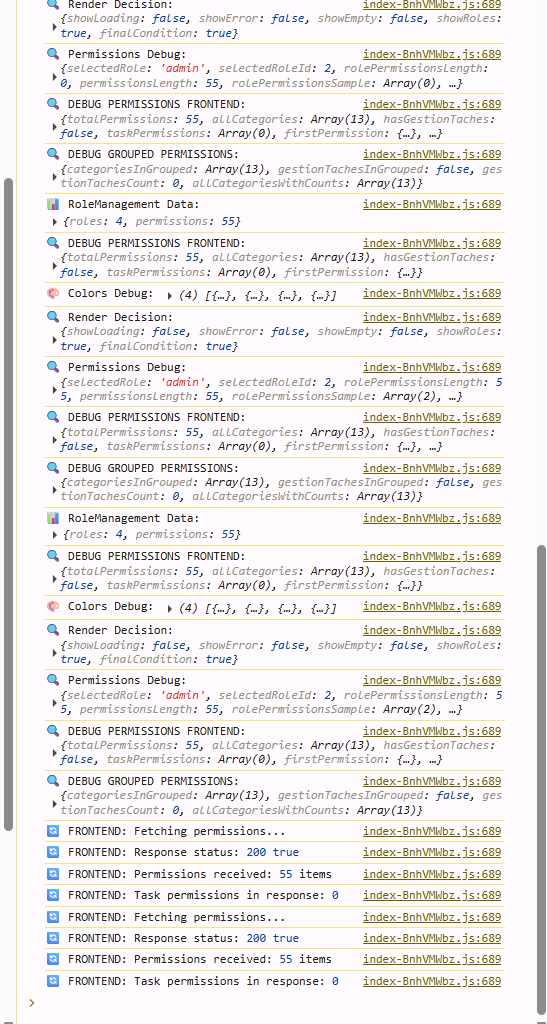 Render Decision: index-BnhVMWbz.js:689
{showLoading: false, showError: false, showEmpty: false, showRoles:
true, finalCondition: true}
Permissions Debug: index-BnhVMWbz.js:689
{selectedRole: 'admin', selectedRoleId: 2, rolePermissionsLength:
0, permissionsLength: 55, rolePermissionsSample: Array(0), …}
DEBUG PERMISSIONS FRONTEND: index-BnhVMWbz.js:689
{totalPermissions: 55, allCategories: Array(13), hasGestionTaches:
false, taskPermissions: Array(0), firstPermission: {…}, …}
DEBUG GROUPED PERMISSIONS: index-BnhVMWbz.js:689
{categoriesInGrouped: Array(13), gestionTachesInGrouped: false, ges
tionTachesCount: 0, allCategoriesWithCounts: Array(13)}
RoleManagement Data: index-BnhVMWbz.js:689
{roles: 4, permissions: 55}
DEBUG PERMISSIONS FRONTEND: index-BnhVMWbz.js:689
{totalPermissions: 55, allCategories: Array(13), hasGestionTaches:
false, taskPermissions: Array(0), firstPermission: {…}}
Colors Debug: (4) [{…}, {…}, {…}, {…}] index-BnhVMWbz.js:689
Render Decision: index-BnhVMWbz.js:689
{showLoading: false, showError: false, showEmpty: false, showRoles:
true, finalCondition: true}
Permissions Debug: index-BnhVMWbz.js:689
{selectedRole: 'admin', selectedRoleId: 2, rolePermissionsLength: 5
5, permissionsLength: 55, rolePermissionsSample: Array(2), …}
DEBUG PERMISSIONS FRONTEND: index-BnhVMWbz.js:689
{totalPermissions: 55, allCategories: Array(13), hasGestionTaches:
false, taskPermissions: Array(0), firstPermission: {…}, …}
DEBUG GROUPED PERMISSIONS: index-BnhVMWbz.js:689
{categoriesInGrouped: Array(13), gestionTachesInGrouped: false, ges
tionTachesCount: 0, allCategoriesWithCounts: Array(13)}
RoleManagement Data: index-BnhVMWbz.js:689
{roles: 4, permissions: 55}
DEBUG PERMISSIONS FRONTEND: index-BnhVMWbz.js:689
{totalPermissions: 55, allCategories: Array(13), hasGestionTaches:
false, taskPermissions: Array(0), firstPermission: {…}}
Colors Debug: (4) [{…}, {…}, {…}, {…}] index-BnhVMWbz.js:689
Render Decision: index-BnhVMWbz.js:689
{showLoading: false, showError: false, showEmpty: false, showRoles:
true, finalCondition: true}
Permissions Debug: index-BnhVMWbz.js:689
{selectedRole: 'admin', selectedRoleId: 2, rolePermissionsLength: 5
5, permissionsLength: 55, rolePermissionsSample: Array(2), …}
DEBUG PERMISSIONS FRONTEND: index-BnhVMWbz.js:689
{totalPermissions: 55, allCategories: Array(13), hasGestionTaches:
false, taskPermissions: Array(0), firstPermission: {…}, …}
DEBUG GROUPED PERMISSIONS: index-BnhVMWbz.js:689
{categoriesInGrouped: Array(13), gestionTachesInGrouped: false, ges
tionTachesCount: 0, allCategoriesWithCounts: Array(13)}
FRONTEND: Fetching permissions... index-BnhVMWbz.js:689
FRONTEND: Response status: 200 true index-BnhVMWbz.js:689
FRONTEND: Permissions received: 55 items index-BnhVMWbz.js:689
FRONTEND: Task permissions in response: 0 index-BnhVMWbz.js:689
FRONTEND: Fetching permissions... index-BnhVMWbz.js:689
FRONTEND: Response status: 200 true index-BnhVMWbz.js:689
FRONTEND: Permissions received: 55 items index-BnhVMWbz.js:689
FRONTEND: Task permissions in response: 0 index-BnhVMWbz.js:689